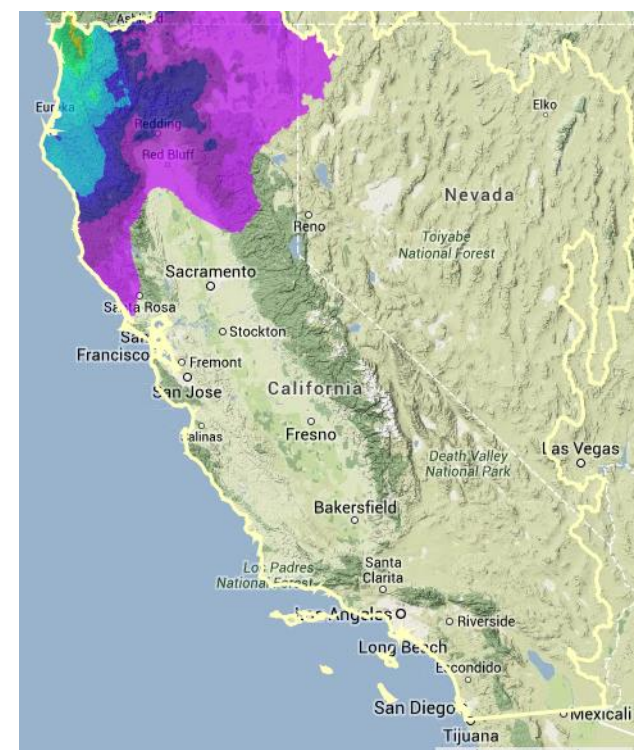 Ashland
Eureka
Redding
Red Bluff
Elko
Nevada
Reno
Toiyabe
National Forest
Sacramento
Santa Rosa
San
Francisco
Stockton
Fremont
San Jose
California
Salinas
Fresno
Las Vegas
Death Valley
National Park
Bakersfield
Los Padres
National Forest
Santa
Clarita
Los Angeles
Riverside
Long Beach
Escondido
San Diego
Mexicali
Tijuana